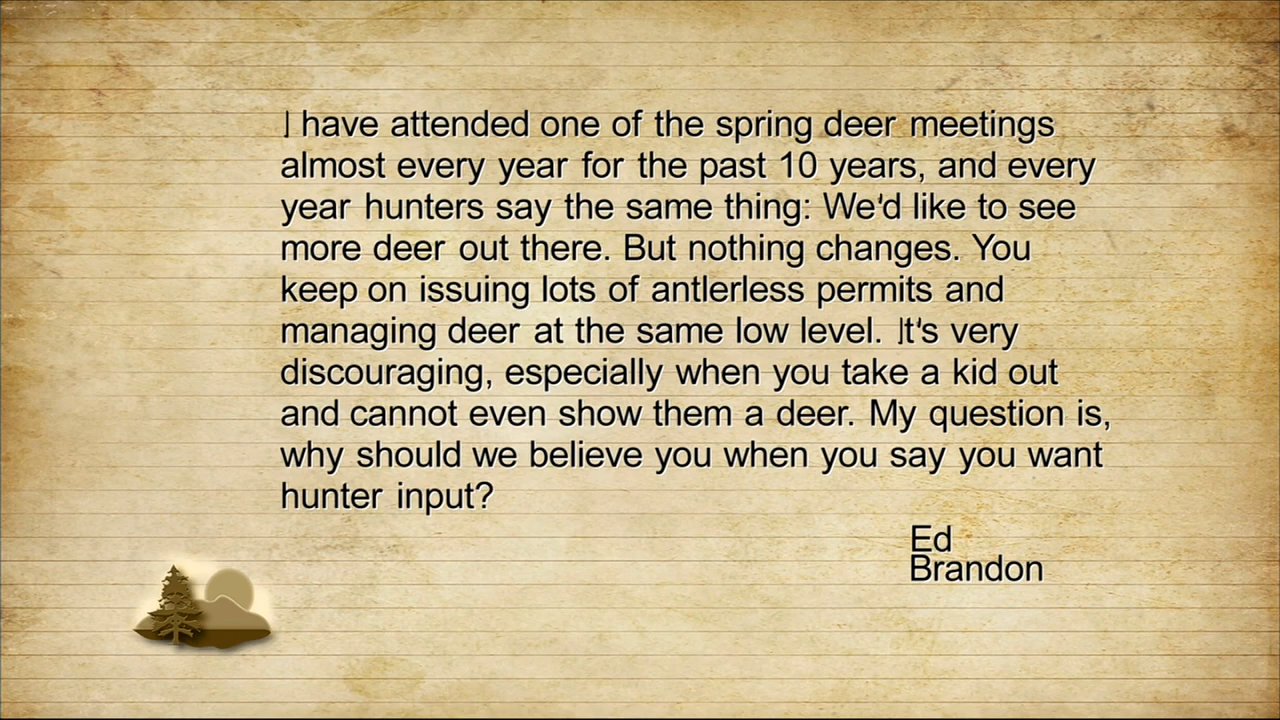 I have attended one of the spring deer meetings
almost every year for the past 10 years, and every
year hunters say the same thing: We'd like to see
more deer out there. But nothing changes. You
keep on issuing lots of antlerless permits and
managing deer at the same low level. It's very
discouraging, especially when you take a kid out
and cannot even show them a deer. My question is,
why should we believe you when you say you want
hunter input?
Ed
Brandon